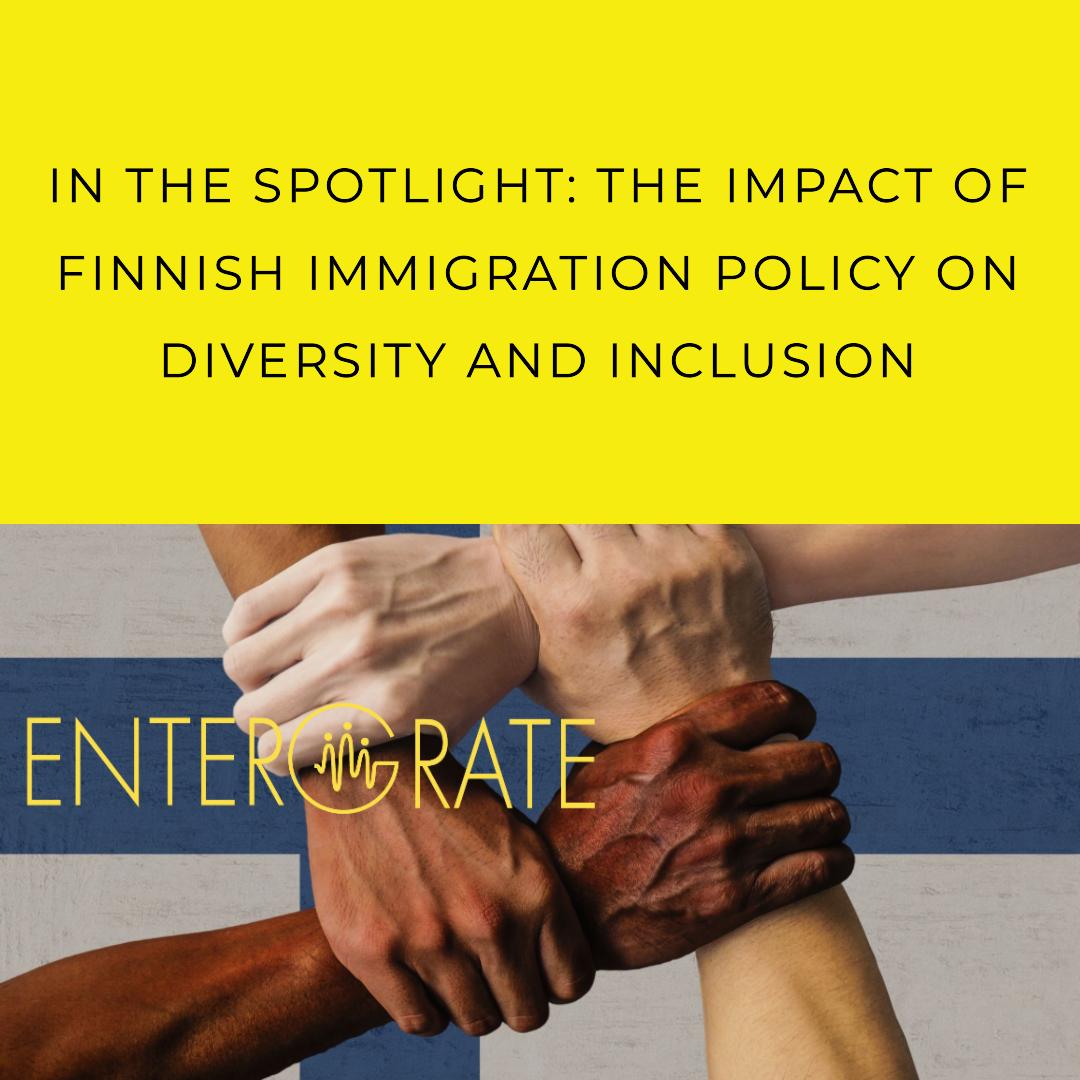 IN THE SPOTLIGHT: THE IMPACT OF
FINNISH IMMIGRATION POLICY ON
DIVERSITY AND INCLUSION
ENTERGRATE